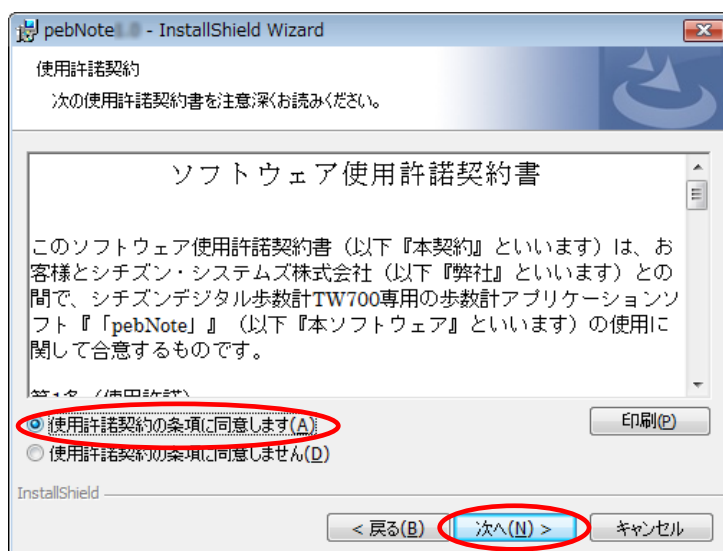 pebNote - InstallShield Wizard
使用許諾契約
次の使用許諾契約書を注意深くお読みください。
ソフトウェア使用許諾契約書
このソフトウェア使用許諾契約書（以下『本契約』といいます）は、お
客様とシチズン・システムズ株式会社（以下『弊社』といいます）との
間で、シチズンデジタル歩数計TW700専用の歩数計アプリケーションソ
フト『「pebNote」』（以下『本ソフトウェア』といいます）の使用に
関して合意するものです。
第1条（使用許諾）
使用許諾契約の条項に同意します(A)
印刷(P)
使用許諾契約の条項に同意しません(D)
InstallShield
< 戻る(B)
次へ(N) >
キャンセル